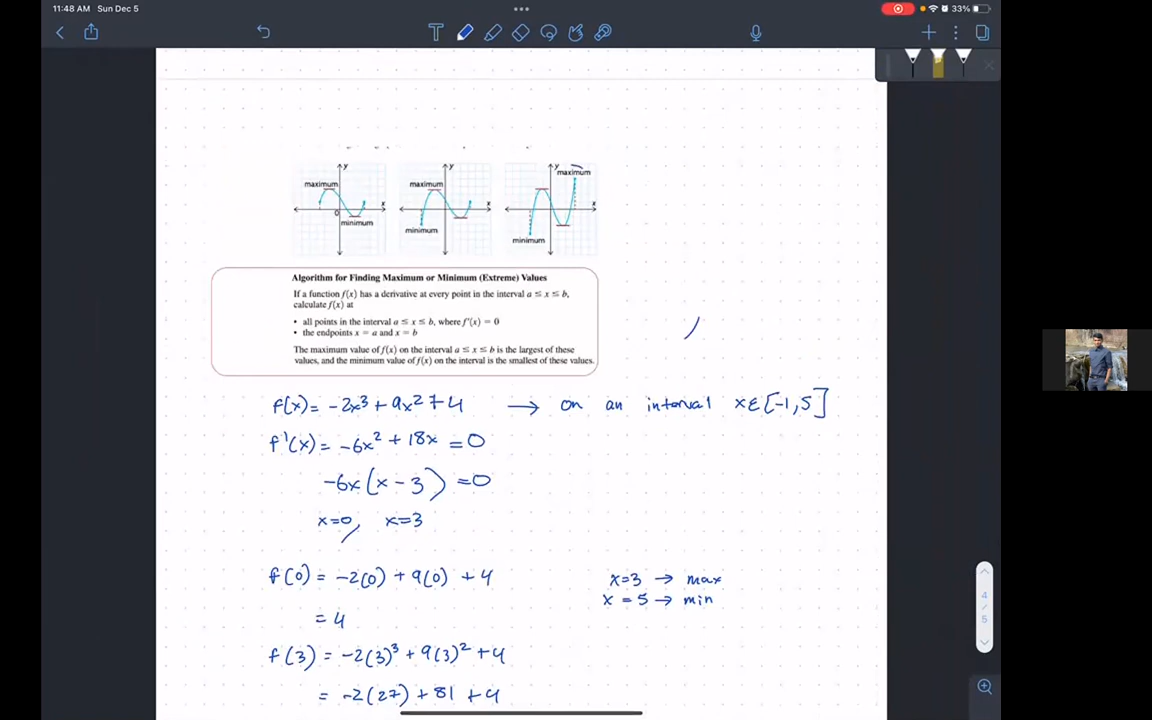 11:48 AM Sun Dec 5
33%
y
maximum
x
0
minimum
y
maximum
x
minimum
y
maximum
x
minimum
Algorithm for Finding Maximum or Minimum (Extreme) Values
If a function f(x) has a derivative at every point in the interval a ≤ x ≤ b,
calculate f(x) at
• all points in the interval a ≤ x ≤ b, where f'(x) = 0
• the endpoints x = a and x = b
The maximum value of f(x) on the interval a ≤ x ≤ b is the largest of these
values, and the minimum value of f(x) on the interval is the smallest of these values.
f(x) = -2x³ + 9x² + 4 → on an interval x∈[-1,5]
f'(x) = -6x² + 18x = 0
-6x(x - 3) = 0
x=0, x=3
f(0) = -2(0) + 9(0) + 4
x=3 → max
x = 5 → min
= 4
f(3) = -2(3)³ + 9(3)² + 4
= -2(27) + 81 + 4
4
/
5